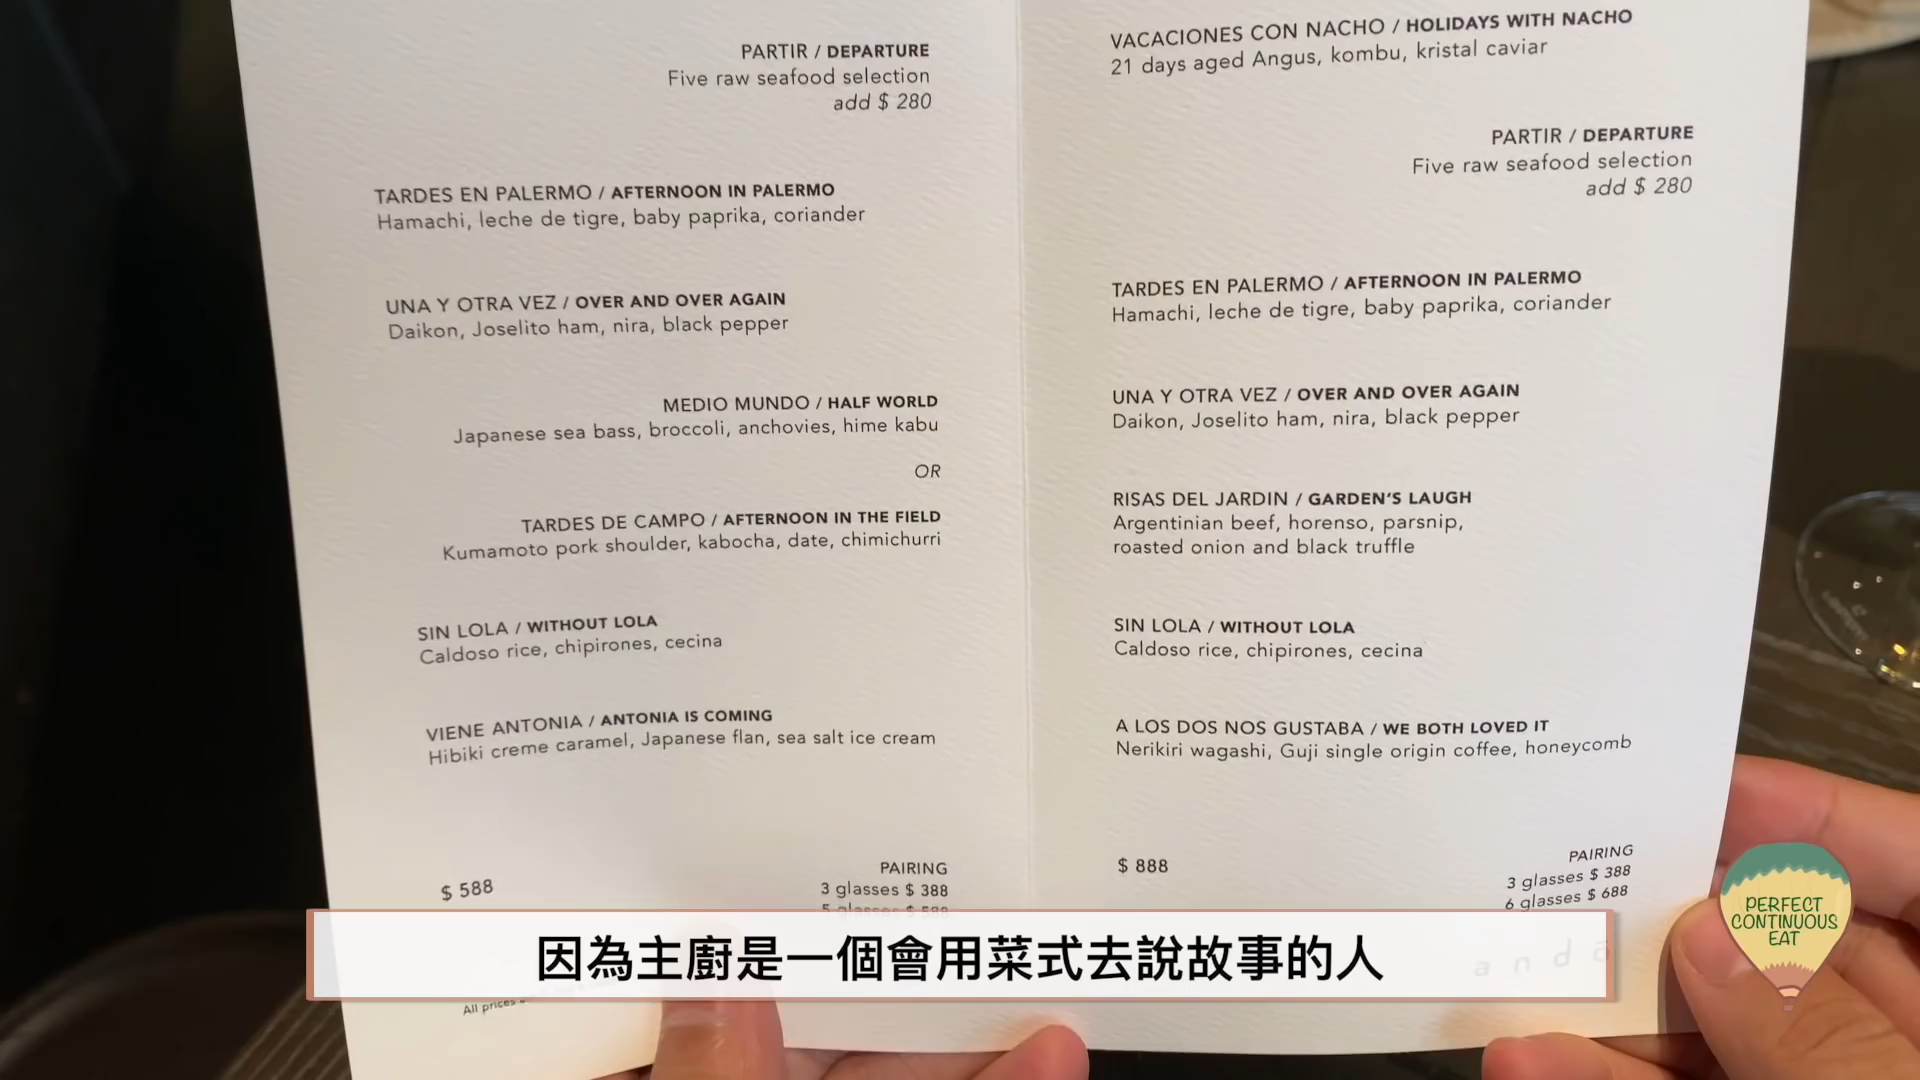 PARTIR / DEPARTURE
Five raw seafood selection
add $ 280
TARDES EN PALERMO / AFTERNOON IN PALERMO
Hamachi, leche de tigre, baby paprika, coriander
UNA Y OTRA VEZ / OVER AND OVER AGAIN
Daikon, Joselito ham, nira, black pepper
MEDIO MUNDO / HALF WORLD
Japanese sea bass, broccoli, anchovies, hime kabu
OR
TARDES DE CAMPO / AFTERNOON IN THE FIELD
Kumamoto pork shoulder, kabocha, date, chimichurri
SIN LOLA / WITHOUT LOLA
Caldoso rice, chipirones, cecina
VIENE ANTONIA / ANTONIA IS COMING
Hibiki creme caramel, Japanese flan, sea salt ice cream
$ 588
PAIRING
3 glasses $ 388
5 glasses $ 588
All prices
VACACIONES CON NACHO / HOLIDAYS WITH NACHO
21 days aged Angus, kombu, kristal caviar
PARTIR / DEPARTURE
Five raw seafood selection
add $ 280
TARDES EN PALERMO / AFTERNOON IN PALERMO
Hamachi, leche de tigre, baby paprika, coriander
UNA Y OTRA VEZ / OVER AND OVER AGAIN
Daikon, Joselito ham, nira, black pepper
RISAS DEL JARDIN / GARDEN'S LAUGH
Argentinian beef, horenso, parsnip,
roasted onion and black truffle
SIN LOLA / WITHOUT LOLA
Caldoso rice, chipirones, cecina
A LOS DOS NOS GUSTABA / WE BOTH LOVED IT
Nerikiri wagashi, Guji single origin coffee, honeycomb
$ 888
PAIRING
3 glasses $ 388
6 glasses $ 688
andō
因為主廚是一個會用菜式去說故事的人
PERFECT
CONTINUOUS
EAT